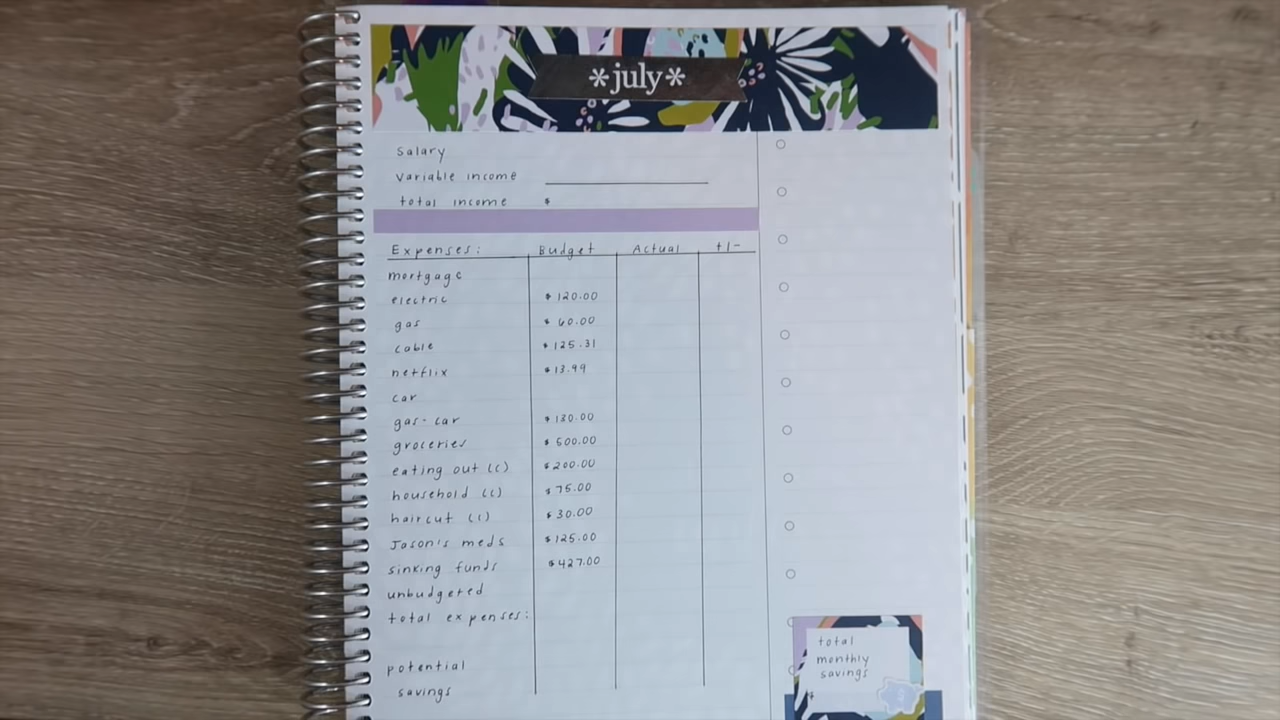 *july*
salary
variable income
total income $
Expenses: Budget Actual +/-
mortgage
electric $120.00
gas $60.00
cable $125.31
netflix $13.99
car
gas-car $130.00
groceries $500.00
eating out (c) $200.00
household (c) $75.00
haircut (1) $30.00
Jason's meds $125.00
sinking funds $427.00
unbudgeted
total expenses:
potential
savings
total
monthly
savings
$